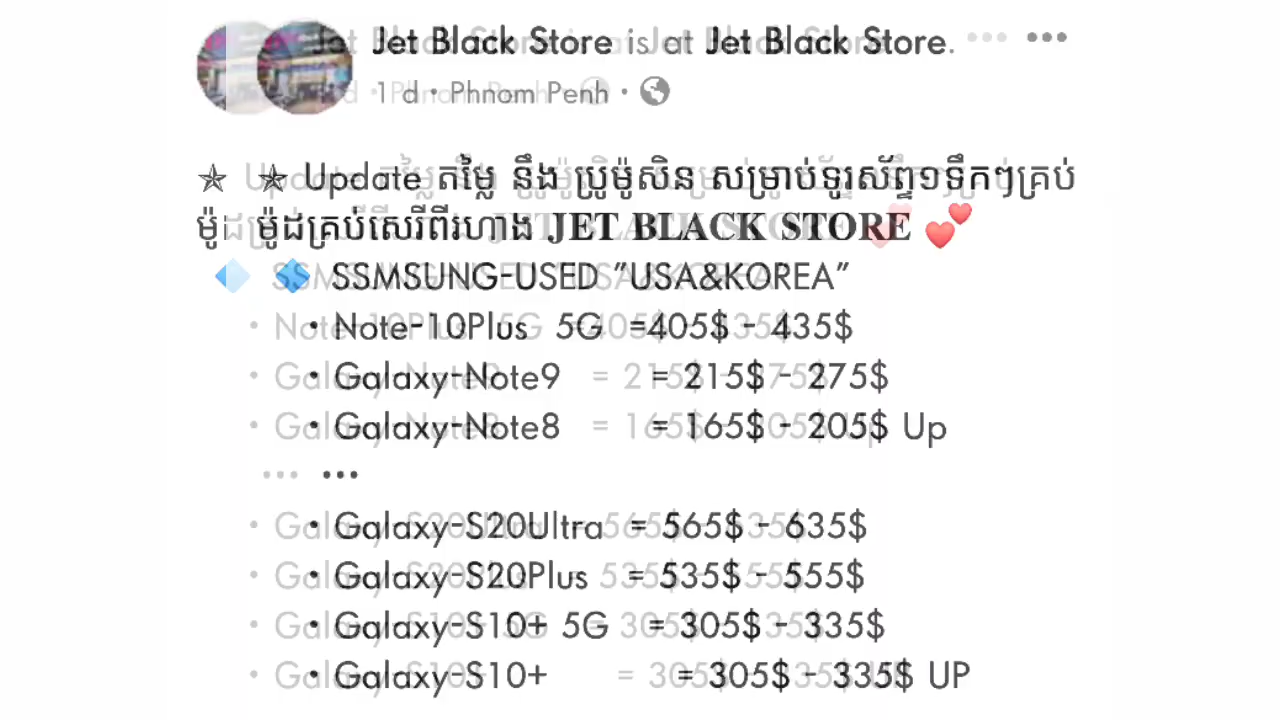 Jet Black Store is at Jet Black Store. •••
1 d • Phnom Penh •
✯ Update តម្លៃ នឹង ប្រូម៉ូសិន សម្រាប់ទូរស័ព្ទ១ទឹកៗគ្រប់
ម៉ូដគ្រប់សេរីពីរហាង JET BLACK STORE 💕
🔷 SSMSUNG-USED "USA&KOREA"
• Note-10Plus 5G =405$ - 435$
• Galaxy-Note9 = 215$ - 275$
• Galaxy-Note8 = 165$ - 205$ Up
•••
• Galaxy-S20Ultra = 565$ - 635$
• Galaxy-S20Plus = 535$ - 555$
• Galaxy-S10+ 5G = 305$ - 335$
• Galaxy-S10+ = 305$ - 335$ UP